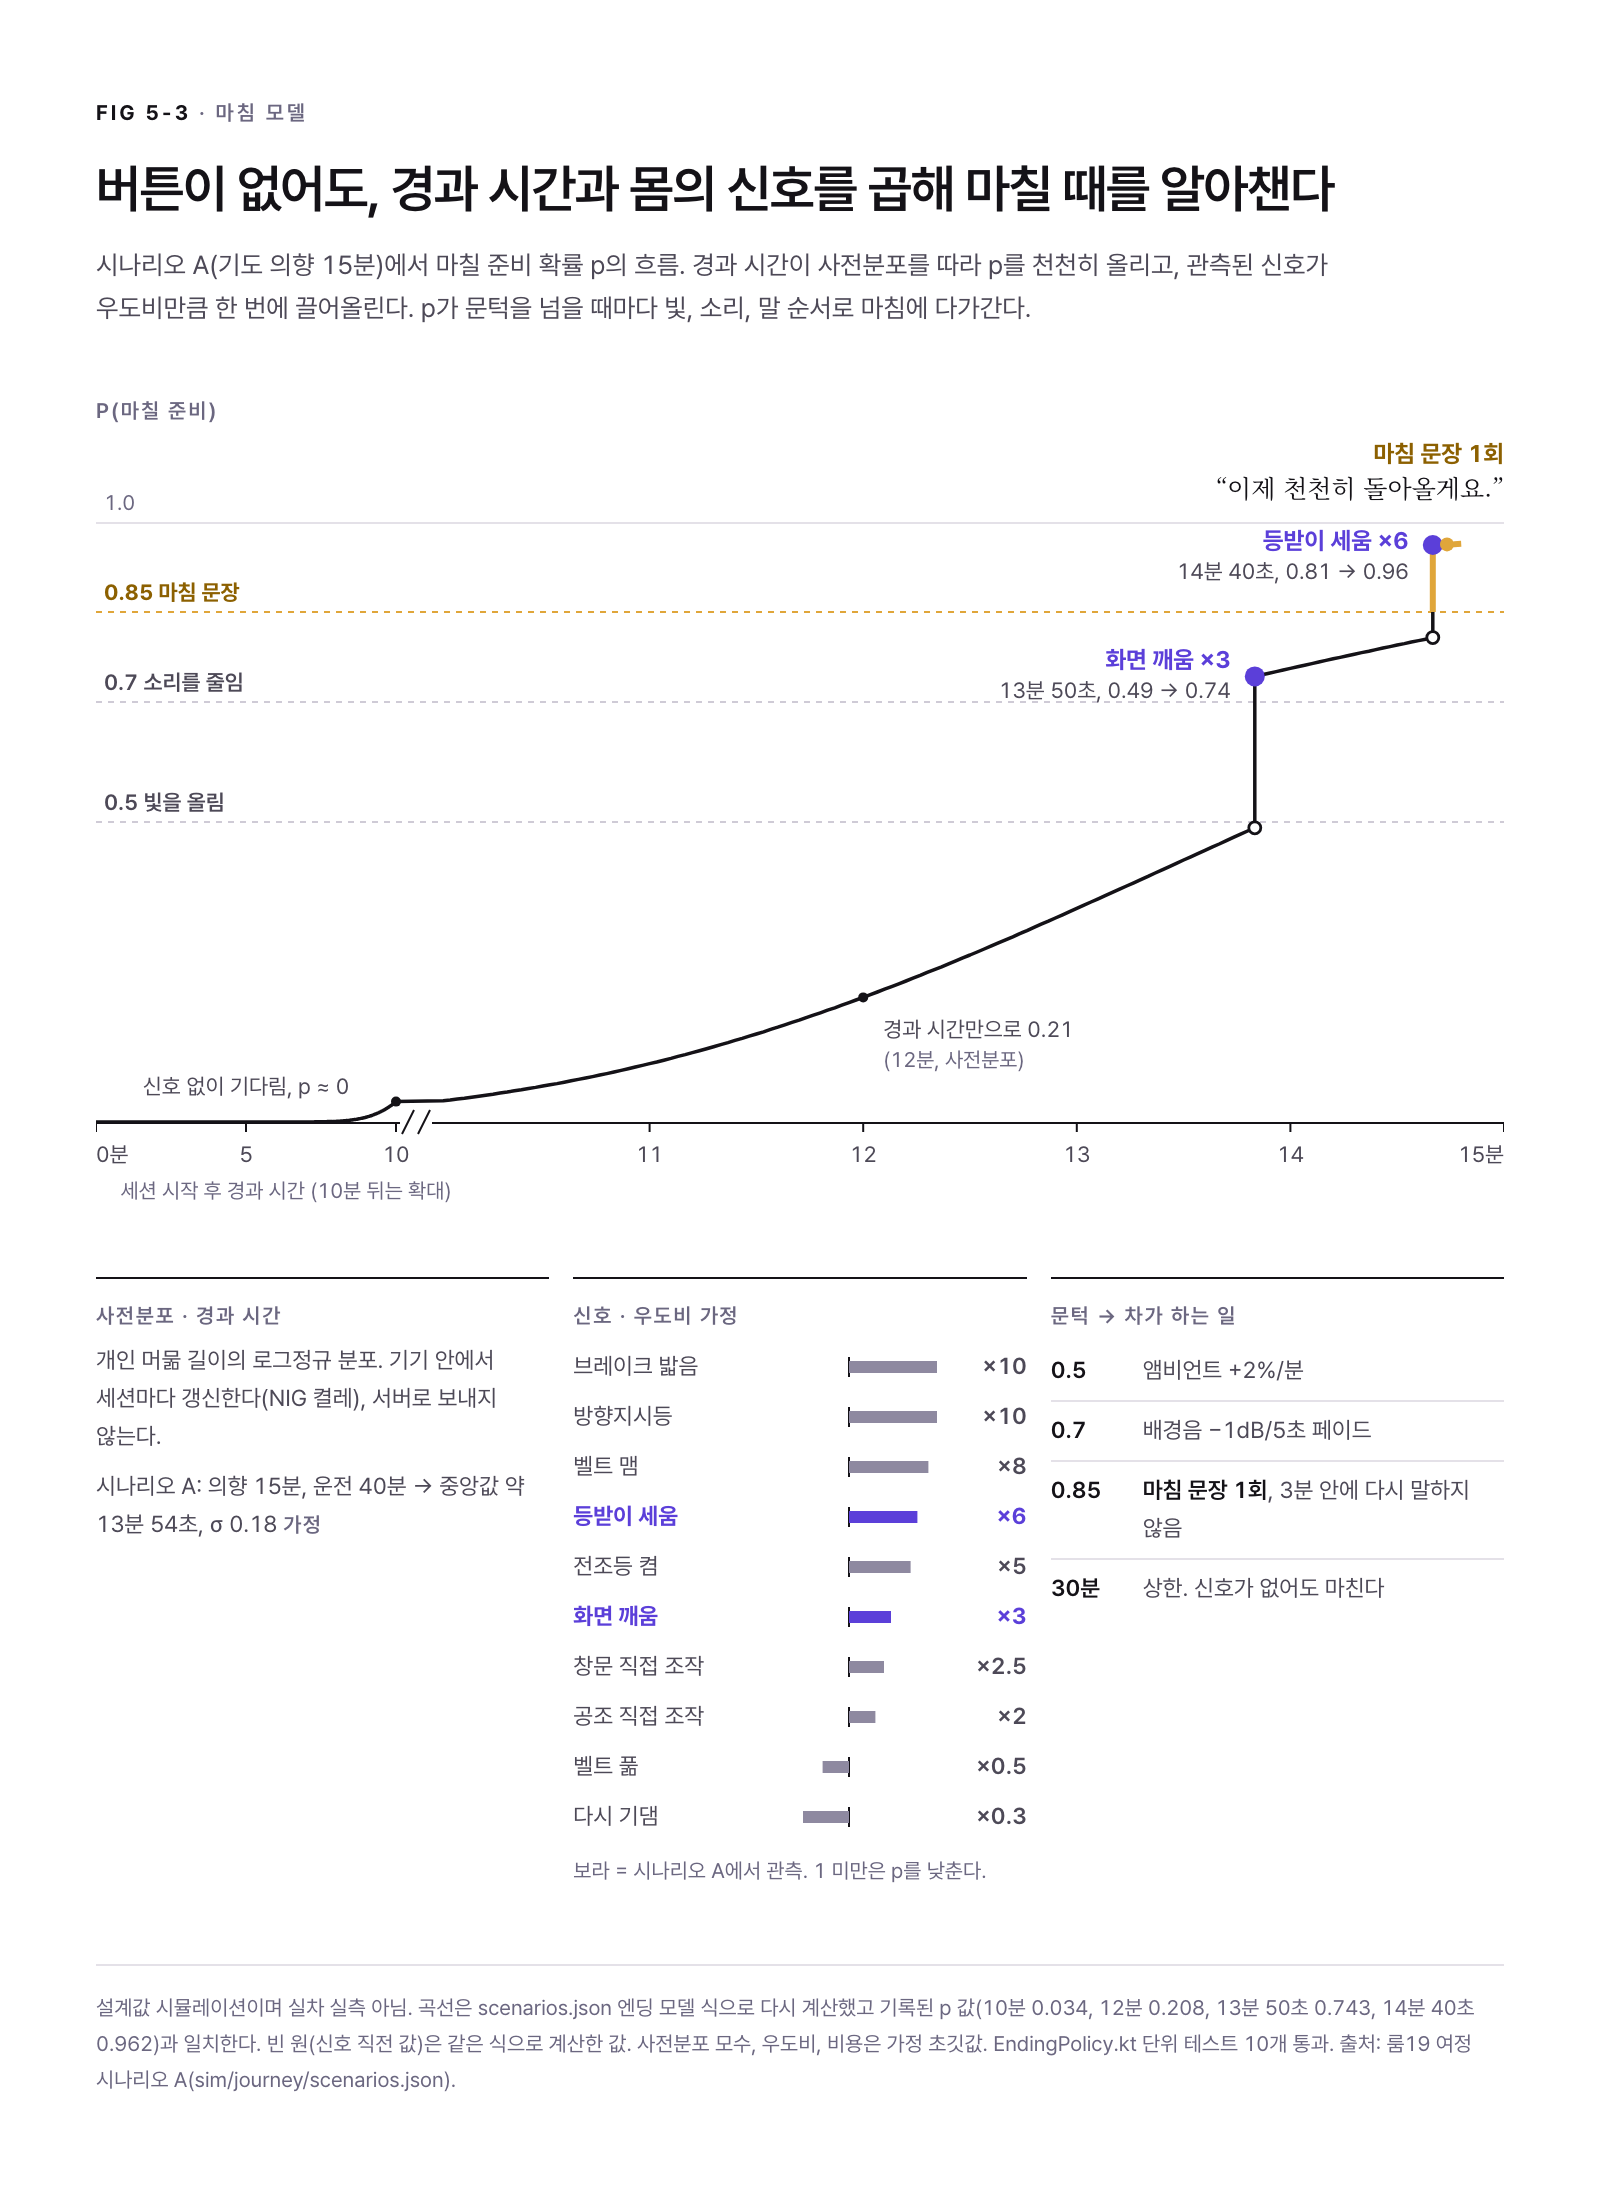 FIG 5-3 · 마침 모델
버튼이 없어도, 경과 시간과 몸의 신호를 곱해 마칠 때를 알아챈다
시나리오 A(기도 의향 15분)에서 마칠 준비 확률 p의 흐름. 경과 시간이 사전분포를 따라 p를 천천히 올리고, 관측된 신호가
우도비만큼 한 번에 끌어올린다. p가 문턱을 넘을 때마다 빛, 소리, 말 순서로 마침에 다가간다.
P(마칠 준비)
마침 문장 1회
“이제 천천히 돌아올게요.”
1.0
등받이 세움 ×6
14분 40초, 0.81 → 0.96
0.85 마침 문장
화면 깨움 ×3
13분 50초, 0.49 → 0.74
0.7 소리를 줄임
0.5 빛을 올림
경과 시간만으로 0.21
(12분, 사전분포)
신호 없이 기다림, p ≈ 0
0분 5 10 11 12 13 14 15분
세션 시작 후 경과 시간 (10분 뒤는 확대)
사전분포 · 경과 시간
개인 머묾 길이의 로그정규 분포. 기기 안에서
세션마다 갱신한다(NIG 켤레), 서버로 보내지
않는다.
시나리오 A: 의향 15분, 운전 40분 → 중앙값 약
13분 54초, σ 0.18 가정
신호 · 우도비 가정
브레이크 밟음 ×10
방향지시등 ×10
벨트 맴 ×8
등받이 세움 ×6
전조등 켬 ×5
화면 깨움 ×3
창문 직접 조작 ×2.5
공조 직접 조작 ×2
벨트 풂 ×0.5
다시 기댐 ×0.3
보라 = 시나리오 A에서 관측. 1 미만은 p를 낮춘다.
문턱 → 차가 하는 일
0.5 앰비언트 +2%/분
0.7 배경음 −1dB/5초 페이드
0.85 마침 문장 1회, 3분 안에 다시 말하지
않음
30분 상한. 신호가 없어도 마친다
설계값 시뮬레이션이며 실차 실측 아님. 곡선은 scenarios.json 엔딩 모델 식으로 다시 계산했고 기록된 p 값(10분 0.034, 12분 0.208, 13분 50초 0.743, 14분 40초
0.962)과 일치한다. 빈 원(신호 직전 값)은 같은 식으로 계산한 값. 사전분포 모수, 우도비, 비용은 가정 초깃값. EndingPolicy.kt 단위 테스트 10개 통과. 출처: 룸19 여정
시나리오 A(sim/journey/scenarios.json).